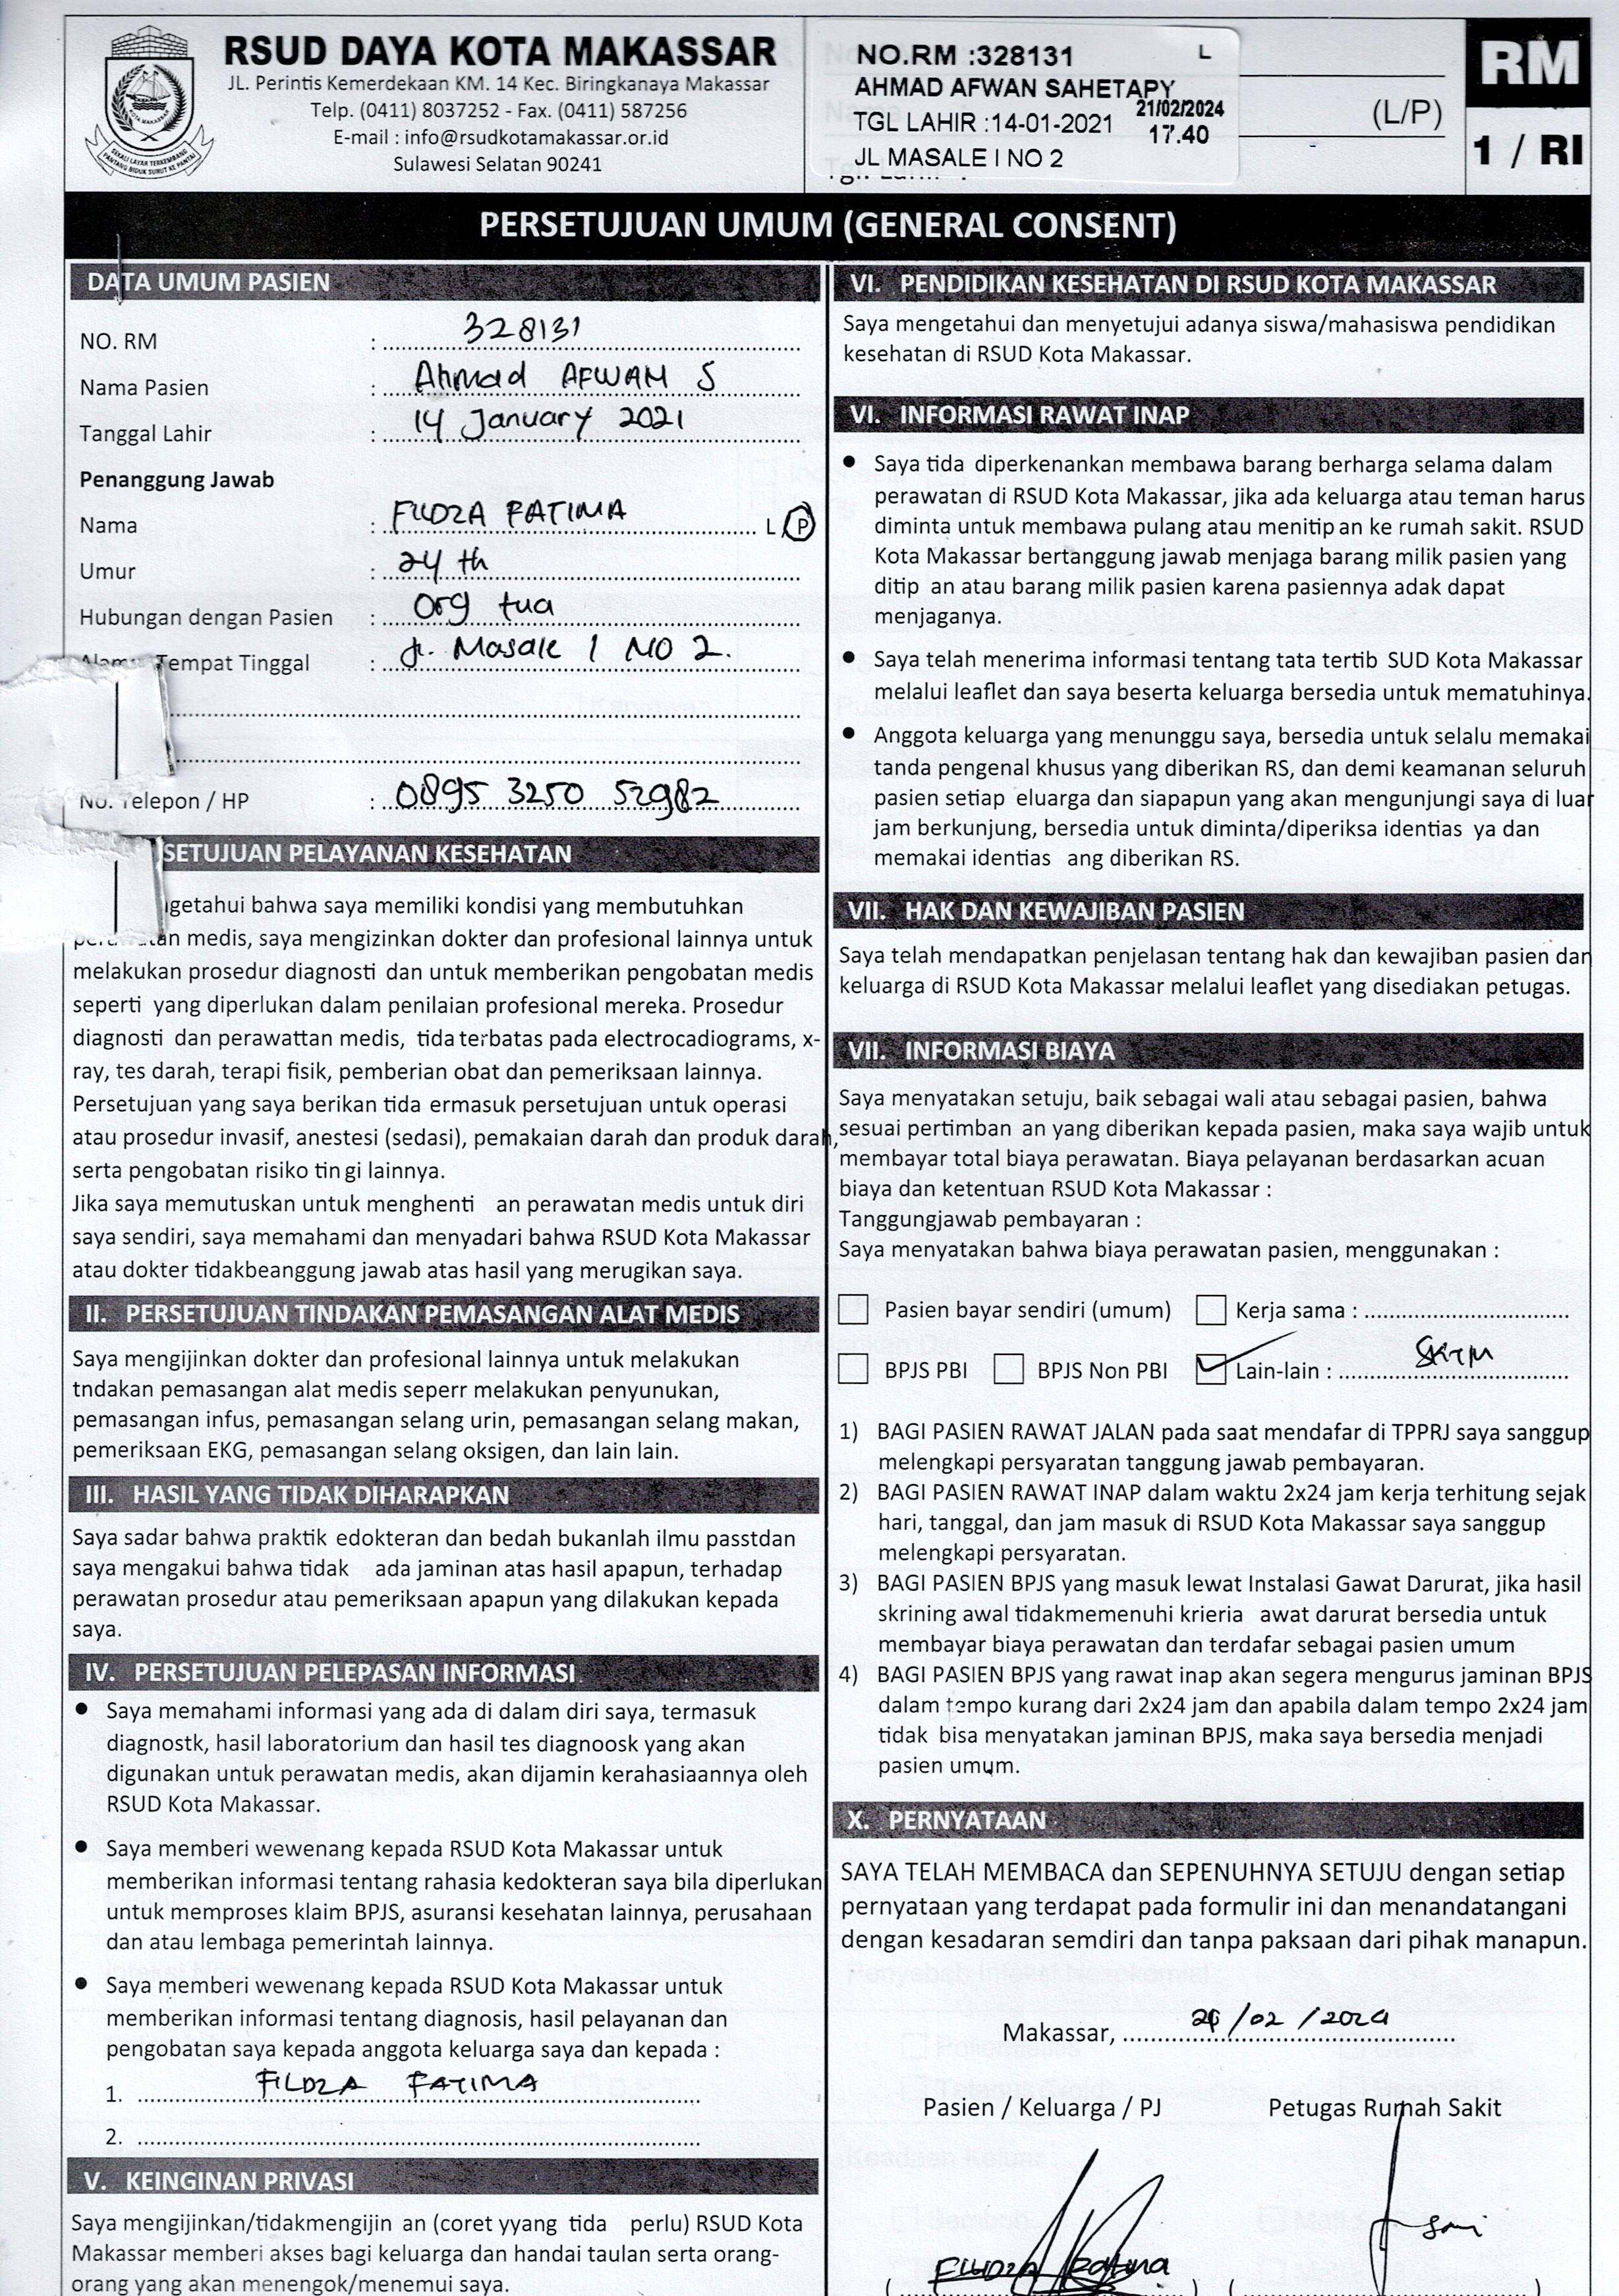 RSUD DAYA KOTA MAKASSAR
JL. Perintis Kemerdekaan KM. 14 Kec. Biringkanaya Makassar
Telp. (0411) 8037252 - Fax. (0411) 587256
E-mail : info@rsudkotamakassar.or.id
Sulawesi Selatan 90241
NO.RM :328131 L
AHMAD AFWAN SAHETAPY
21/02/2024
TGL LAHIR :14-01-2021
17.40
JL MASALE I NO 2
(L/P)
RM
1 / RI
PERSETUJUAN UMUM (GENERAL CONSENT)
DATA UMUM PASIEN
NO. RM : 328131
Nama Pasien : Ahmad AFWAM S
Tanggal Lahir : 14 January 2021
Penanggung Jawab
Nama : FILDZA FATIMA L P
Umur : 24 th
Hubungan dengan Pasien : Org tua
Tempat Tinggal : Jl. Masale 1 NO 2.
No. Telepon / HP : 0895 3250 52982
SETUJUAN PELAYANAN KESEHATAN
getahui bahwa saya memiliki kondisi yang membutuhkan
perawatan medis, saya mengizinkan dokter dan profesional lainnya untuk
melakukan prosedur diagnosti dan untuk memberikan pengobatan medis
seperti yang diperlukan dalam penilaian profesional mereka. Prosedur
diagnosti dan perawattan medis, tida terbatas pada electrocadiograms, x-
ray, tes darah, terapi fisik, pemberian obat dan pemeriksaan lainnya.
Persetujuan yang saya berikan tida ermasuk persetujuan untuk operasi
atau prosedur invasif, anestesi (sedasi), pemakaian darah dan produk darah,
serta pengobatan risiko tin gi lainnya.
Jika saya memutuskan untuk menghenti an perawatan medis untuk diri
saya sendiri, saya memahami dan menyadari bahwa RSUD Kota Makassar
atau dokter tidakbeanggung jawab atas hasil yang merugikan saya.
II. PERSETUJUAN TINDAKAN PEMASANGAN ALAT MEDIS
Saya mengijinkan dokter dan profesional lainnya untuk melakukan
tndakan pemasangan alat medis seperr melakukan penyunukan,
pemasangan infus, pemasangan selang urin, pemasangan selang makan,
pemeriksaan EKG, pemasangan selang oksigen, dan lain lain.
III. HASIL YANG TIDAK DIHARAPKAN
Saya sadar bahwa praktik edokteran dan bedah bukanlah ilmu passtdan
saya mengakui bahwa tidak ada jaminan atas hasil apapun, terhadap
perawatan prosedur atau pemeriksaan apapun yang dilakukan kepada
saya.
IV. PERSETUJUAN PELEPASAN INFORMASI
● Saya memahami informasi yang ada di dalam diri saya, termasuk
diagnostk, hasil laboratorium dan hasil tes diagnoosk yang akan
digunakan untuk perawatan medis, akan dijamin kerahasiaannya oleh
RSUD Kota Makassar.
● Saya memberi wewenang kepada RSUD Kota Makassar untuk
memberikan informasi tentang rahasia kedokteran saya bila diperlukan
untuk memproses klaim BPJS, asuransi kesehatan lainnya, perusahaan
dan atau lembaga pemerintah lainnya.
● Saya memberi wewenang kepada RSUD Kota Makassar untuk
memberikan informasi tentang diagnosis, hasil pelayanan dan
pengobatan saya kepada anggota keluarga saya dan kepada :
1. FILDZA FATIMA
2.
V. KEINGINAN PRIVASI
Saya mengijinkan/tidakmengijin an (coret yyang tida perlu) RSUD Kota
Makassar memberi akses bagi keluarga dan handai taulan serta orang-
orang yang akan menengok/menemui saya.
VI. PENDIDIKAN KESEHATAN DI RSUD KOTA MAKASSAR
Saya mengetahui dan menyetujui adanya siswa/mahasiswa pendidikan
kesehatan di RSUD Kota Makassar.
VI. INFORMASI RAWAT INAP
● Saya tida diperkenankan membawa barang berharga selama dalam
perawatan di RSUD Kota Makassar, jika ada keluarga atau teman harus
diminta untuk membawa pulang atau menitip an ke rumah sakit. RSUD
Kota Makassar bertanggung jawab menjaga barang milik pasien yang
ditip an atau barang milik pasien karena pasiennya adak dapat
menjaganya.
● Saya telah menerima informasi tentang tata tertib SUD Kota Makassar
melalui leaflet dan saya beserta keluarga bersedia untuk mematuhinya.
● Anggota keluarga yang menunggu saya, bersedia untuk selalu memakai
tanda pengenal khusus yang diberikan RS, dan demi keamanan seluruh
pasien setiap eluarga dan siapapun yang akan mengunjungi saya di luar
jam berkunjung, bersedia untuk diminta/diperiksa identias ya dan
memakai identias ang diberikan RS.
VII. HAK DAN KEWAJIBAN PASIEN
Saya telah mendapatkan penjelasan tentang hak dan kewajiban pasien dan
keluarga di RSUD Kota Makassar melalui leaflet yang disediakan petugas.
VII. INFORMASI BIAYA
Saya menyatakan setuju, baik sebagai wali atau sebagai pasien, bahwa
sesuai pertimban an yang diberikan kepada pasien, maka saya wajib untuk
membayar total biaya perawatan. Biaya pelayanan berdasarkan acuan
biaya dan ketentuan RSUD Kota Makassar :
Tanggungjawab pembayaran :
Saya menyatakan bahwa biaya perawatan pasien, menggunakan :
Pasien bayar sendiri (umum) Kerja sama :
BPJS PBI BPJS Non PBI Lain-lain : SKTM
1) BAGI PASIEN RAWAT JALAN pada saat mendafar di TPPRJ saya sanggup
melengkapi persyaratan tanggung jawab pembayaran.
2) BAGI PASIEN RAWAT INAP dalam waktu 2x24 jam kerja terhitung sejak
hari, tanggal, dan jam masuk di RSUD Kota Makassar saya sanggup
melengkapi persyaratan.
3) BAGI PASIEN BPJS yang masuk lewat Instalasi Gawat Darurat, jika hasil
skrining awal tidakmemenuhi krieria awat darurat bersedia untuk
membayar biaya perawatan dan terdafar sebagai pasien umum
4) BAGI PASIEN BPJS yang rawat inap akan segera mengurus jaminan BPJS
dalam tempo kurang dari 2x24 jam dan apabila dalam tempo 2x24 jam
tidak bisa menyatakan jaminan BPJS, maka saya bersedia menjadi
pasien umum.
X. PERNYATAAN
SAYA TELAH MEMBACA dan SEPENUHNYA SETUJU dengan setiap
pernyataan yang terdapat pada formulir ini dan menandatangani
dengan kesadaran semdiri dan tanpa paksaan dari pihak manapun.
Makassar, /02 /2024
Pasien / Keluarga / PJ Petugas Rumah Sakit
FILDZA Fatima